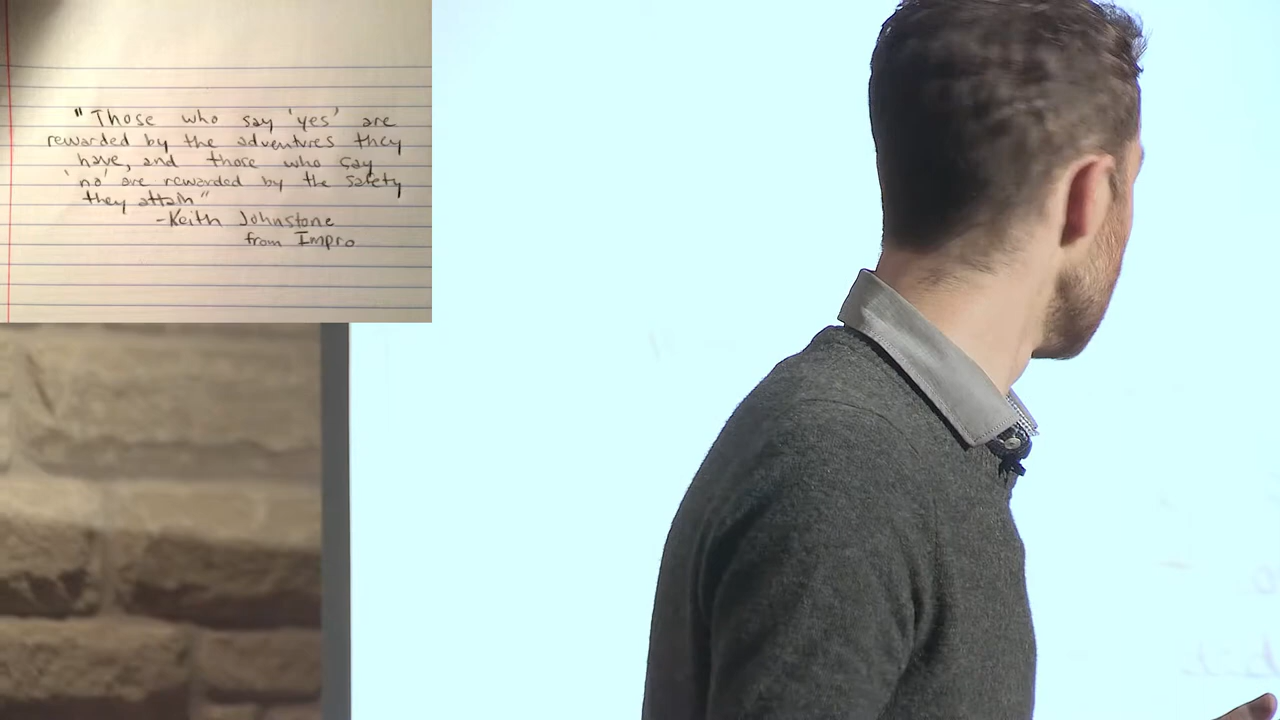 "Those who say 'yes' are
rewarded by the adventures they
have, and those who say
'no' are rewarded by the safety
they attain"
-Keith Johnstone
from Impro